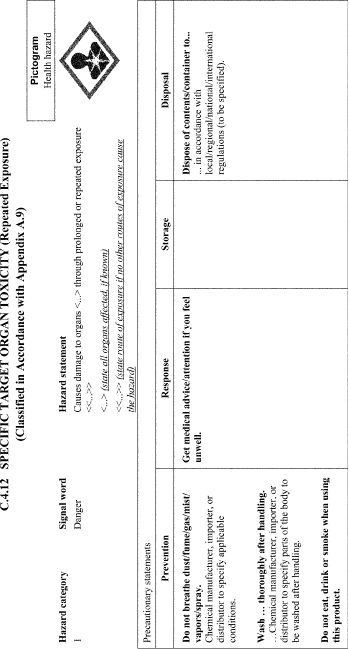 C.4.12 SPECIFIC TARGET ORGAN TOXICITY (Repeated Exposure)
(Classified in Accordance with Appendix A.9)
Pictogram
Health hazard
Hazard category
Signal word
Hazard statement
1
Danger
Causes damage to organs <...> through prolonged or repeated exposure
<<...>>
<...> (state all organs affected, if known)
<<...>> (state route of exposure if no other routes of exposure cause
the hazard)
Precautionary statements
Prevention
Response
Storage
Disposal
Do not breathe dust/fume/gas/mist/
vapors/spray.
Chemical manufacturer, importer, or
distributor to specify applicable
conditions.
Wash ... thoroughly after handling.
...Chemical manufacturer, importer, or
distributor to specify parts of the body to
be washed after handling.
Do not eat, drink or smoke when using
this product.
Get medical advice/attention if you feel
unwell.
Dispose of contents/container to...
... in accordance with
local/regional/national/international
regulations (to be specified).